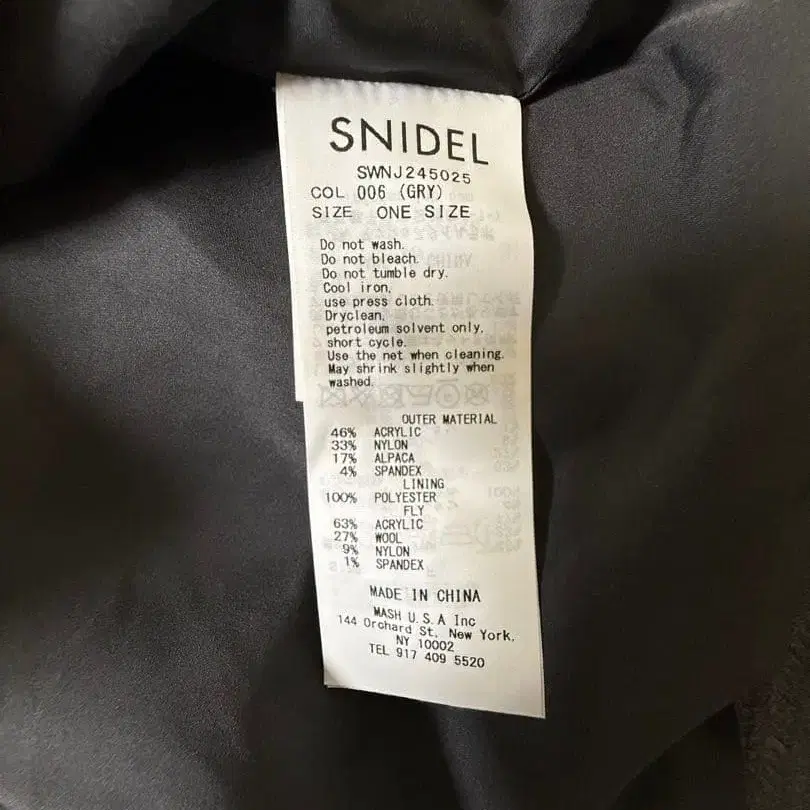 SNIDEL
SWNJ245025
COL 006 (GRY)
SIZE ONE SIZE
Do not wash.
Do not bleach.
Do not tumble dry.
Cool iron,
use press cloth.
Dryclean,
petroleum solvent only.
short cycle.
Use the net when cleaning.
May shrink slightly when
washed.
OUTER MATERIAL
46% ACRYLIC
33% NYLON
17% ALPACA
4% SPANDEX
LINING
100% POLYESTER
FLY
63% ACRYLIC
27% WOOL
9% NYLON
1% SPANDEX
MADE IN CHINA
MASH U.S.A Inc
144 Orchard St. New York.
NY 10002
TEL 917 409 5520